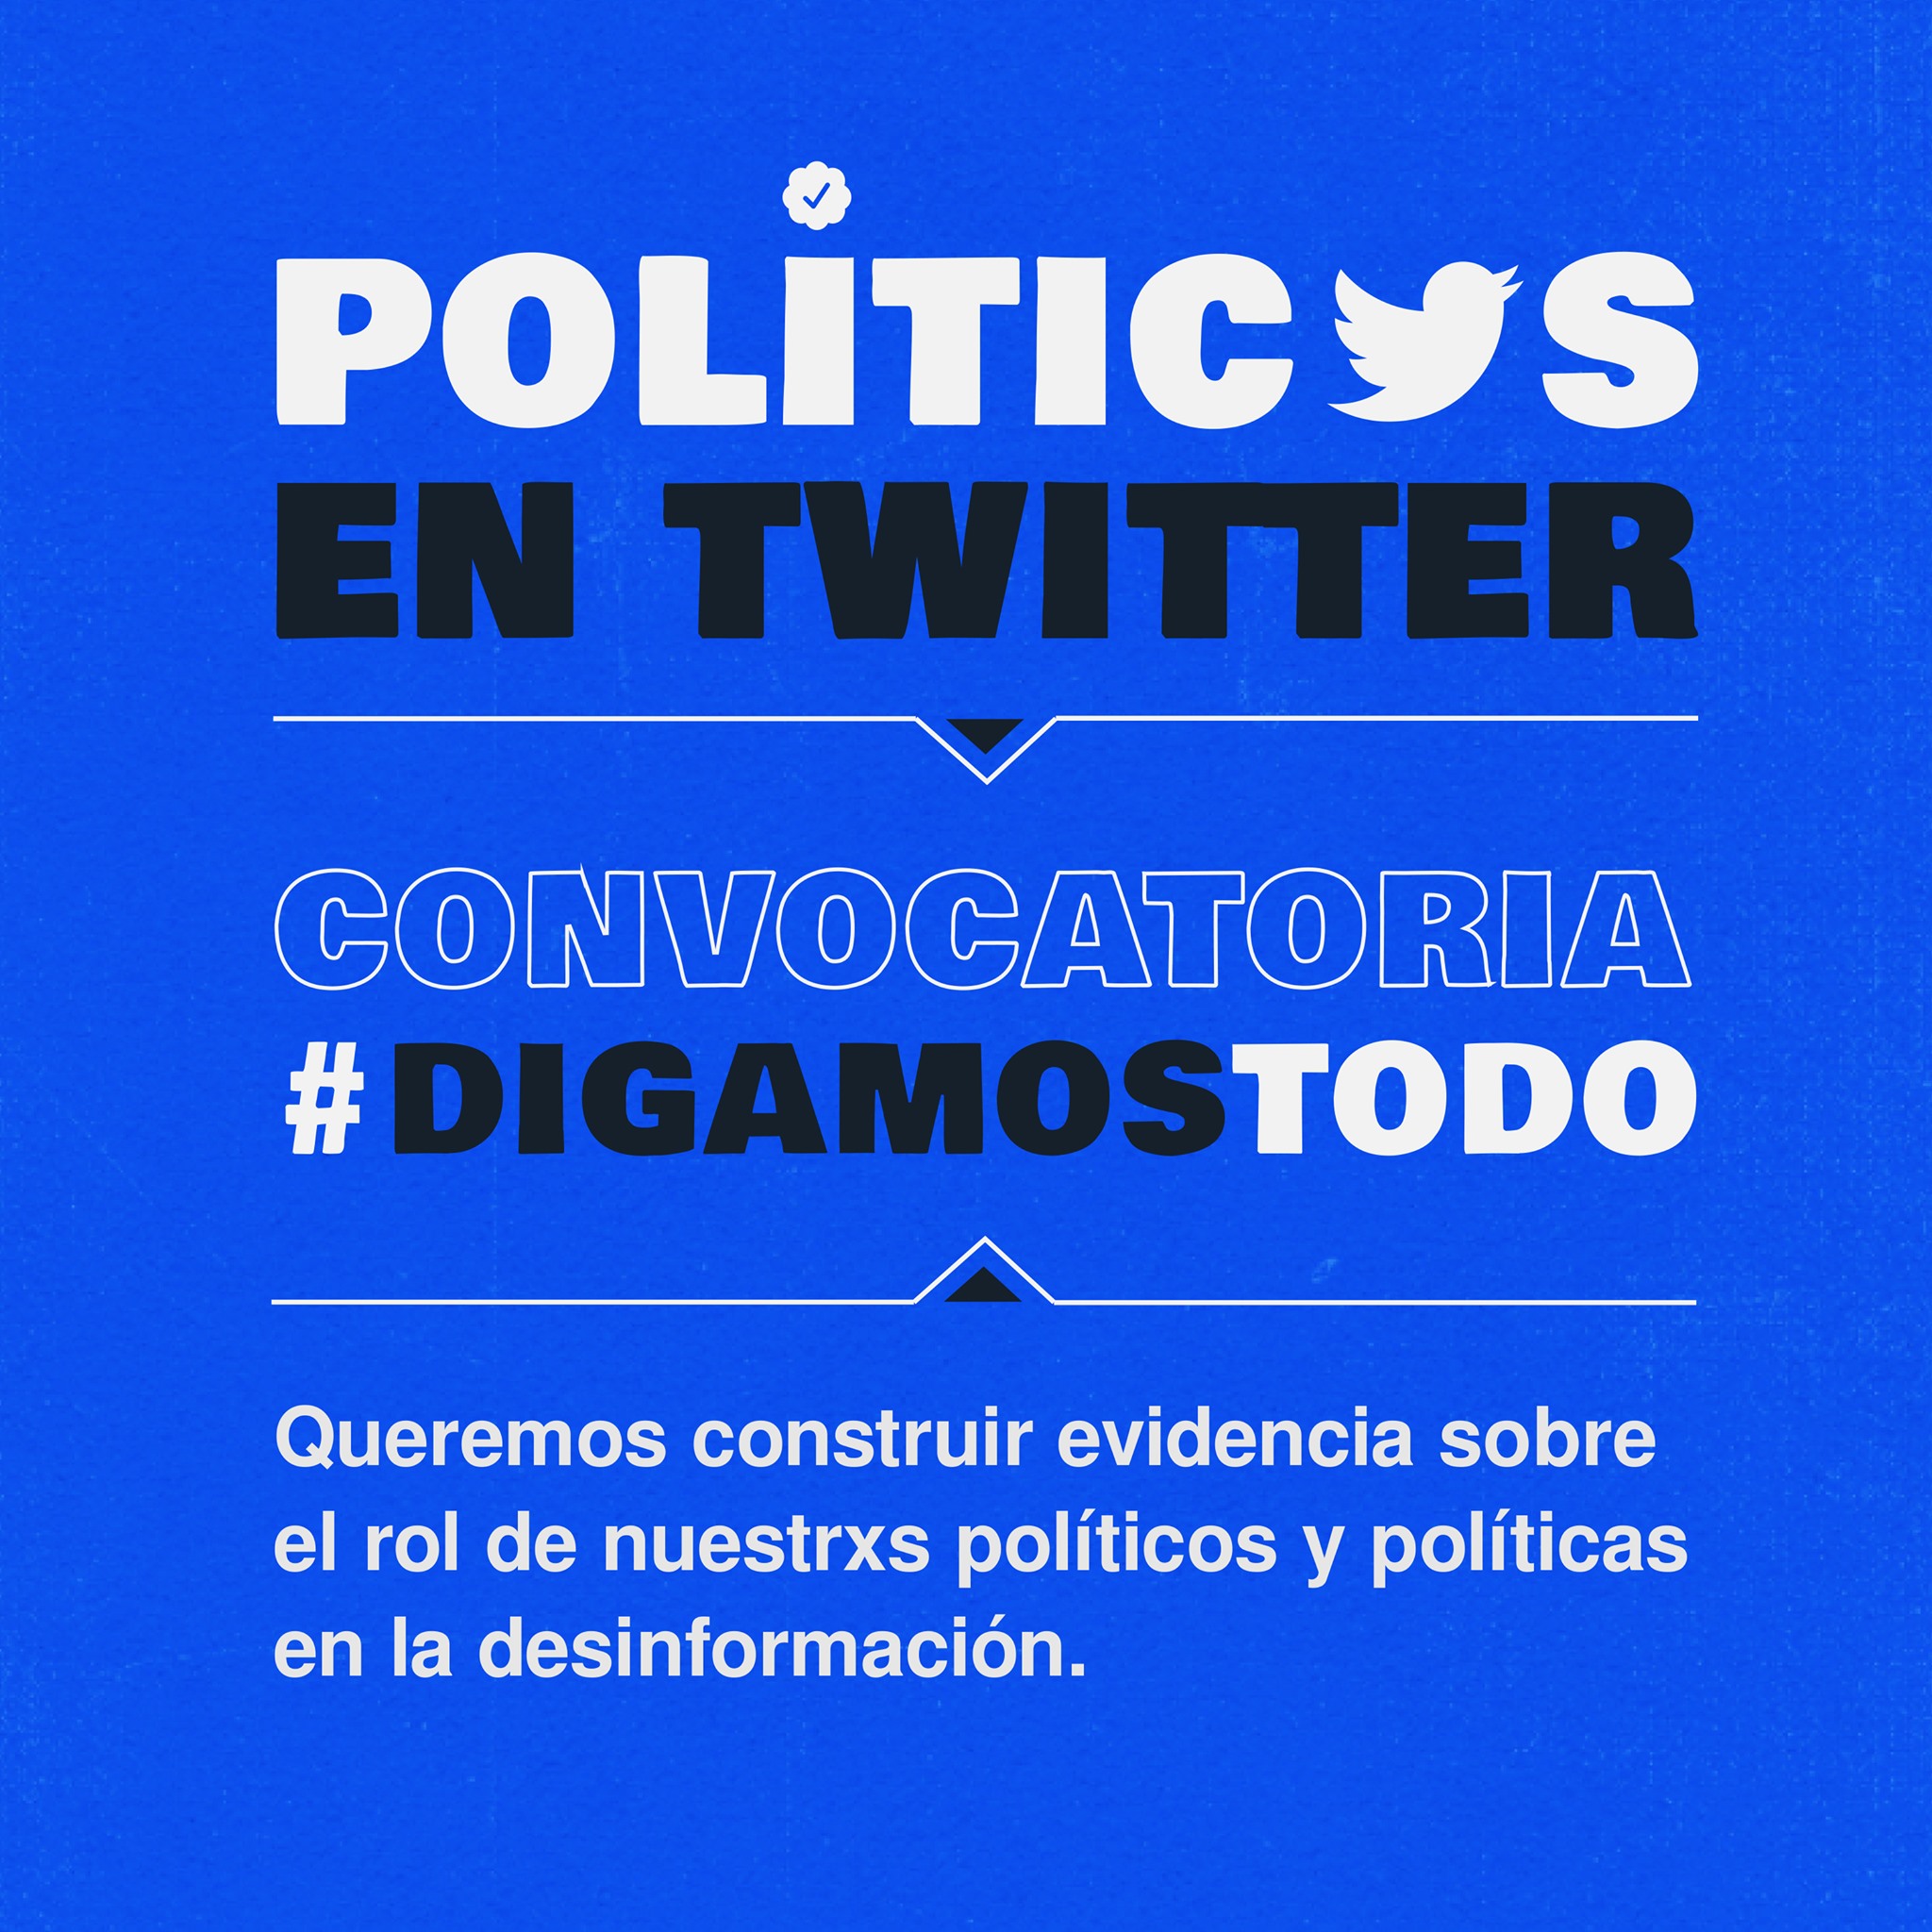 POLITICOS
EN TWITTER
CONVOCATORIA
#DIGAMOSTODO
Queremos construir evidencia sobre
el rol de nuestrxs políticos y políticas
en la desinformación.